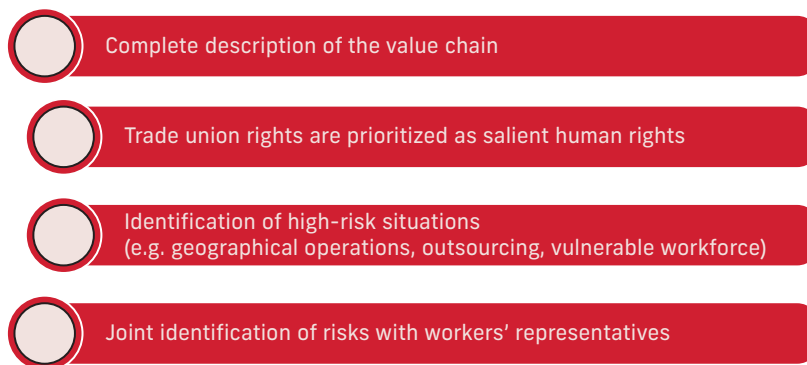 Complete description of the value chain
Trade union rights are prioritized as salient human rights
Identification of high-risk situations
(e.g. geographical operations, outsourcing, vulnerable workforce)
Joint identification of risks with workers’ representatives